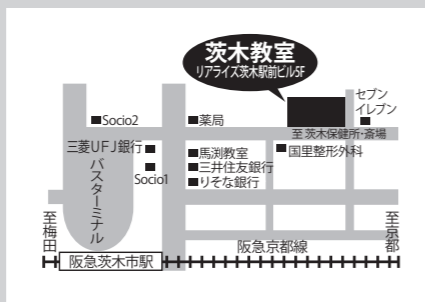 茨木教室
リアライズ茨木駅前ビル5F
セブン
イレブン
Socio2
薬局
至 茨木保健所・斎場
三菱UFJ銀行
馬渕教室
国里整形外科
バスターミナル
Socio1
三井住友銀行
りそな銀行
至梅田
阪急京都線
至京都
阪急茨木市駅